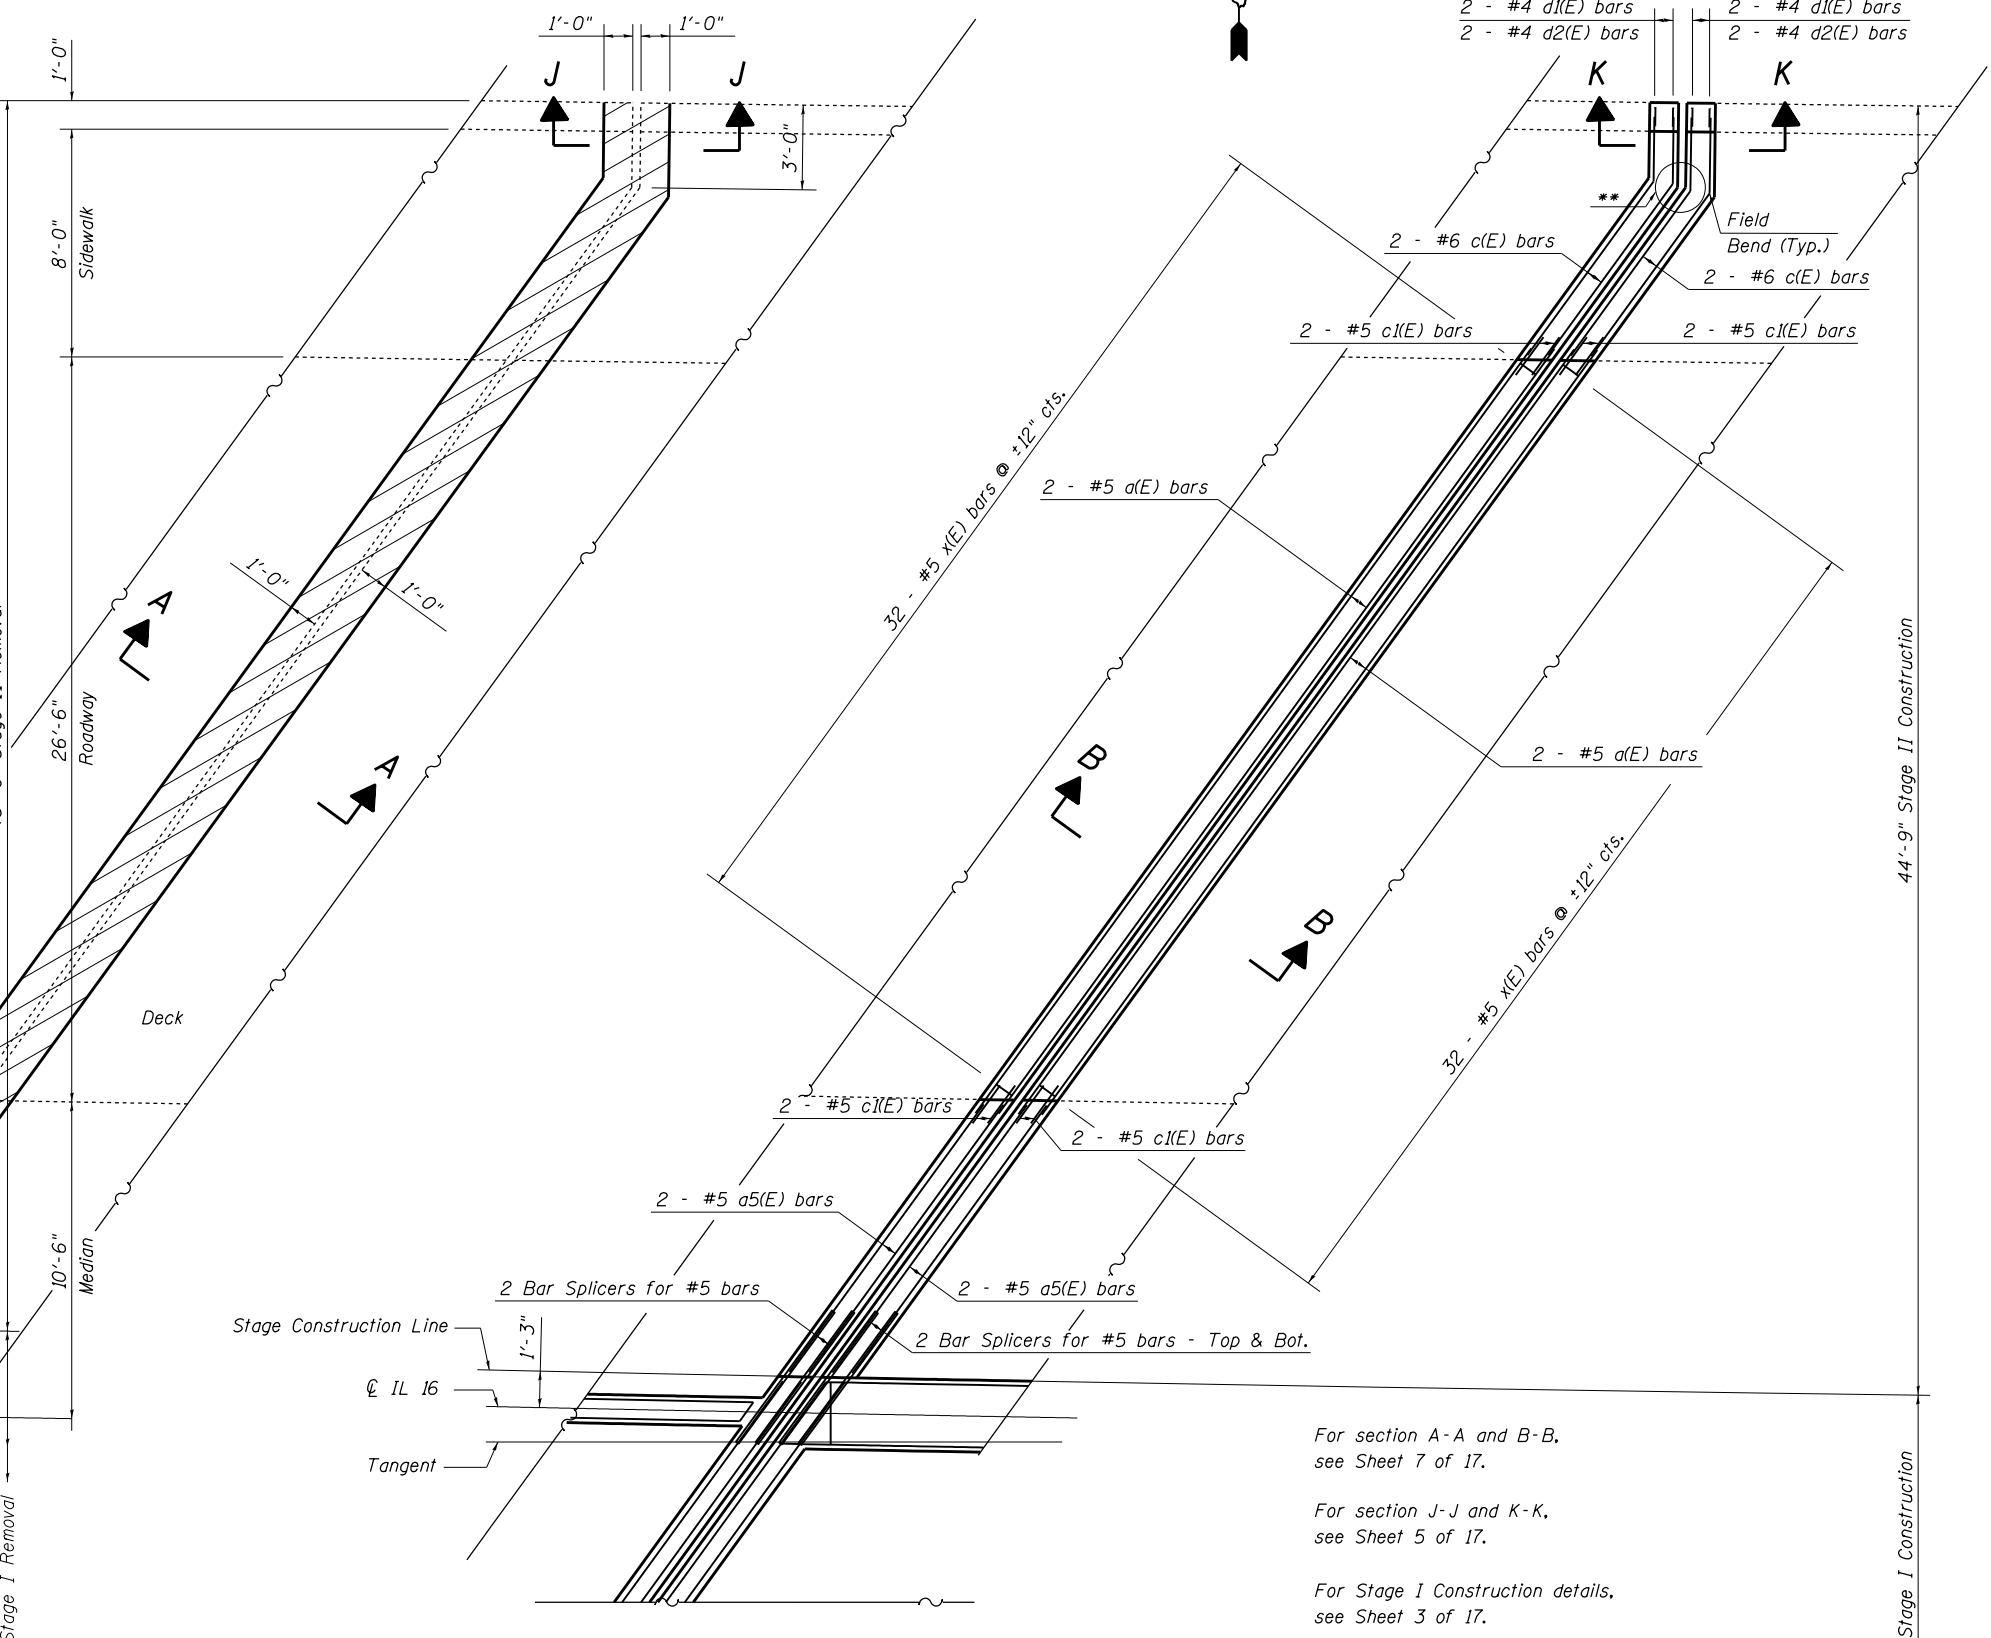 1'-0"
1'-0"
2 - #4 d1(E) bars
2 - #4 d2(E) bars
2 - #4 d1(E) bars
2 - #4 d2(E) bars
1'-0"
J
J
K
K
3'-0"
8'-0"
Sidewalk
**
Field
Bend (Typ.)
2 - #6 c(E) bars
2 - #6 c(E) bars
2 - #5 c1(E) bars
2 - #5 c1(E) bars
32 - #5 x(E) bars @ ±12" cts.
2 - #5 a(E) bars
1'-0"
1'-0"
A
A
26'-6"
Roadway
B
B
2 - #5 a(E) bars
44'-9" Stage II Construction
32 - #5 x(E) bars @ ±12" cts.
Deck
2 - #5 c1(E) bars
2 - #5 c1(E) bars
2 - #5 a5(E) bars
10'-6"
Median
2 Bar Splicers for #5 bars
2 - #5 a5(E) bars
Stage Construction Line
1'-3"
2 Bar Splicers for #5 bars - Top & Bot.
℄ IL 16
Tangent
For section A-A and B-B,
see Sheet 7 of 17.
For section J-J and K-K,
see Sheet 5 of 17.
For Stage I Construction details,
see Sheet 3 of 17.
Stage I Removal
Stage I Construction